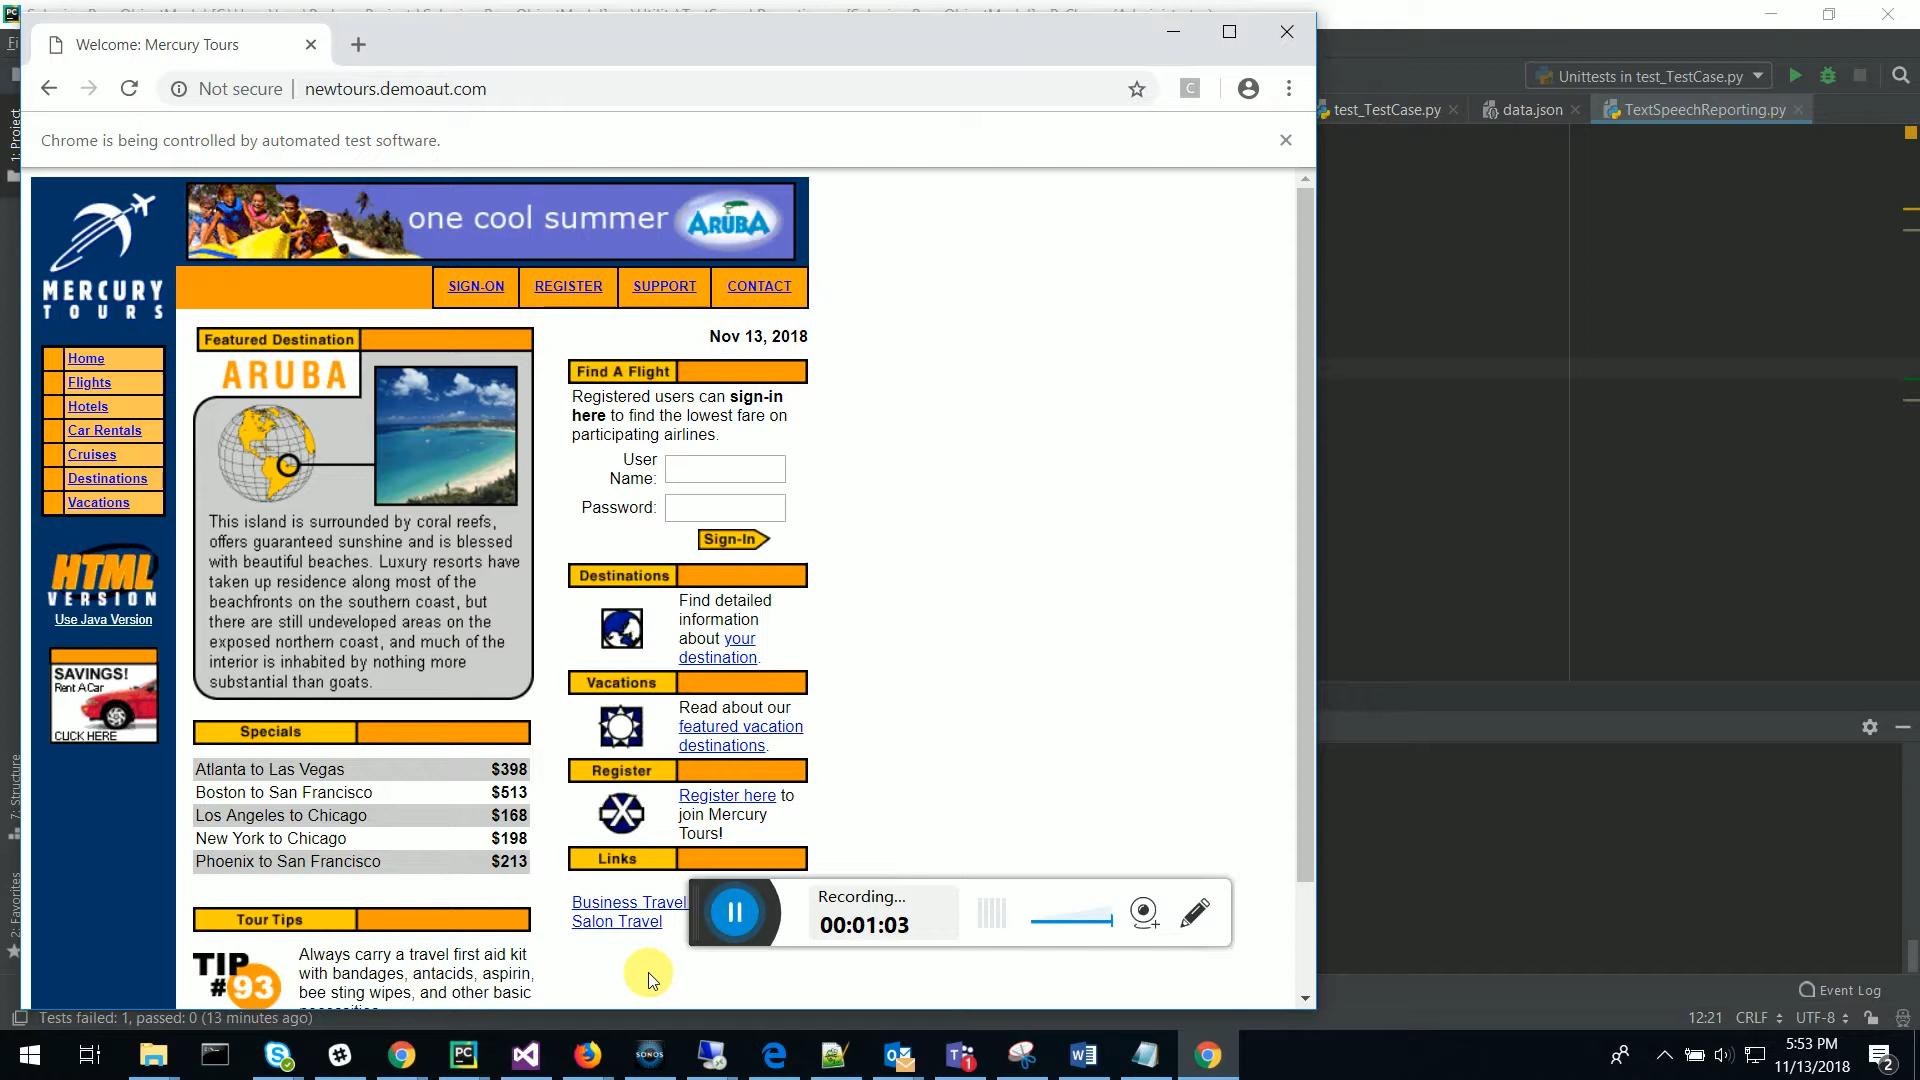 Welcome: Mercury Tours
Not secure | newtours.demoaut.com
Chrome is being controlled by automated test software.
Unittests in test_TestCase.py
test_TestCase.py
data.json
TextSpeechReporting.py
1: Project
7: Structure
2: Favorites
MERCURY
TOURS
one cool summer
ARUBA
SIGN-ON
REGISTER
SUPPORT
CONTACT
Home
Flights
Hotels
Car Rentals
Cruises
Destinations
Vacations
HTML
VERSION
Use Java Version
SAVINGS!
Rent A Car
CLICK HERE
Featured Destination
ARUBA
This island is surrounded by coral reefs,
offers guaranteed sunshine and is blessed
with beautiful beaches. Luxury resorts have
taken up residence along most of the
beachfronts on the southern coast, but
there are still undeveloped areas on the
exposed northern coast, and much of the
interior is inhabited by nothing more
substantial than goats.
Specials
Atlanta to Las Vegas $398
Boston to San Francisco $513
Los Angeles to Chicago $168
New York to Chicago $198
Phoenix to San Francisco $213
Tour Tips
TIP
#93
Always carry a travel first aid kit
with bandages, antacids, aspirin,
bee sting wipes, and other basic
Nov 13, 2018
Find A Flight
Registered users can sign-in
here to find the lowest fare on
participating airlines.
User
Name:
Password:
Sign-In
Destinations
Find detailed
information
about your
destination.
Vacations
Read about our
featured vacation
destinations.
Register
Register here to
join Mercury
Tours!
Links
Business Travel
Salon Travel
Recording...
00:01:03
Event Log
Tests failed: 1, passed: 0 (13 minutes ago)
12:21 CRLF UTF-8
SONOS
5:53 PM
11/13/2018
2